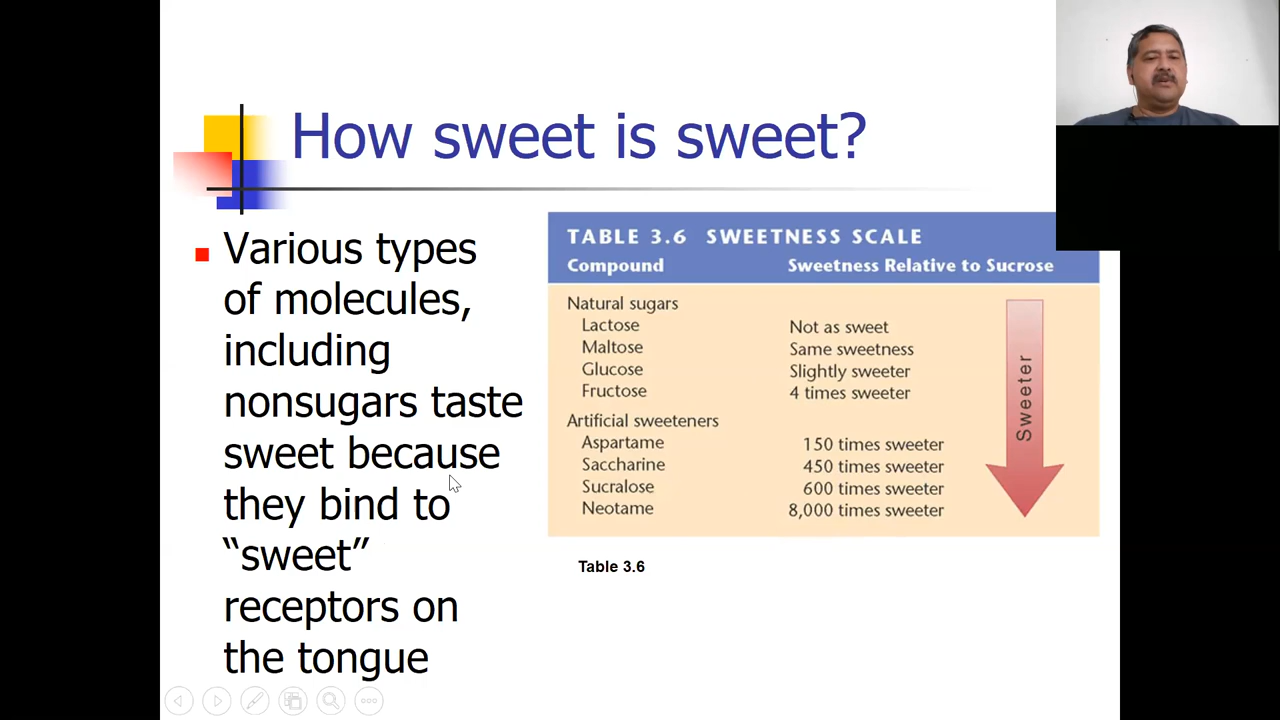 How sweet is sweet?
Various types
of molecules,
including
nonsugars taste
sweet because
they bind to
“sweet”
receptors on
the tongue
TABLE 3.6 SWEETNESS SCALE
Compound Sweetness Relative to Sucrose
Natural sugars
Lactose Not as sweet
Maltose Same sweetness
Glucose Slightly sweeter
Fructose 4 times sweeter
Artificial sweeteners
Aspartame 150 times sweeter
Saccharine 450 times sweeter
Sucralose 600 times sweeter
Neotame 8,000 times sweeter
Sweeter
Table 3.6